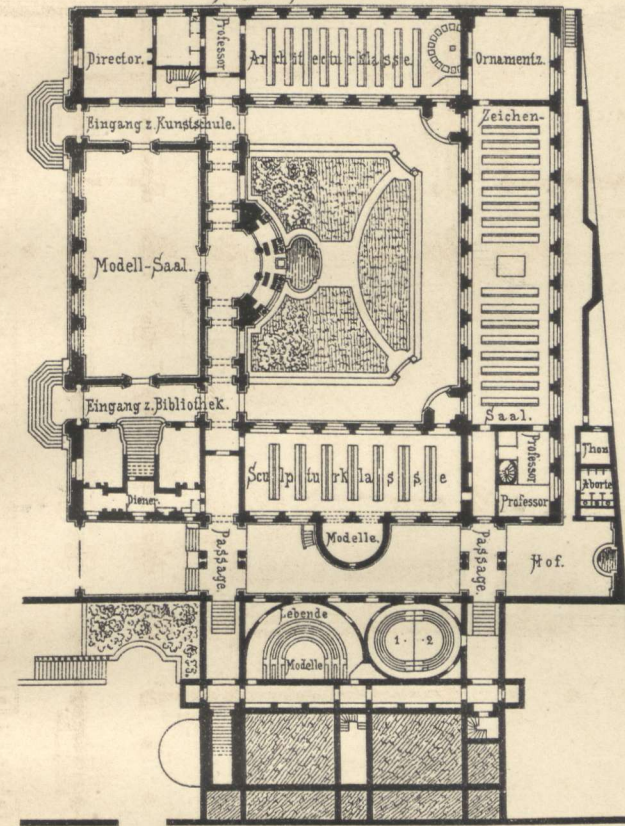 Director.
Professor
Architecturklasse
Ornamentz.
Eingang z. Kunstschule.
Zeichen-
Modell-Saal.
Eingang z. Bibliothek.
Saal.
Sculpturklasse
Professor
Professor
Thon
Aborte
Diener.
Passage.
Modelle.
Passage.
Hof.
Lebende
Modelle
1.
2